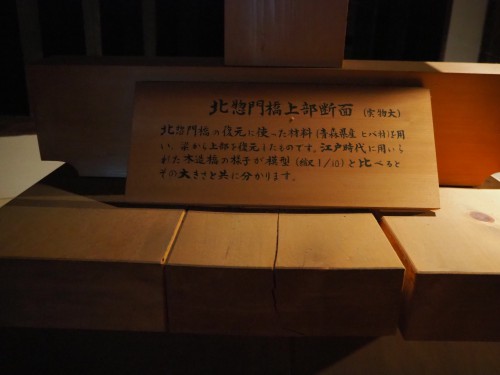 北惣門橋上部断面 (実物大)
北惣門橋の復元に使った材料(青森県産 ヒバ材)を用
い、梁から上部を復元したものです。江戸時代に用いら
れた木造橋の様子が模型(縮尺1/10)と比べると
その大きさと共に分かります。